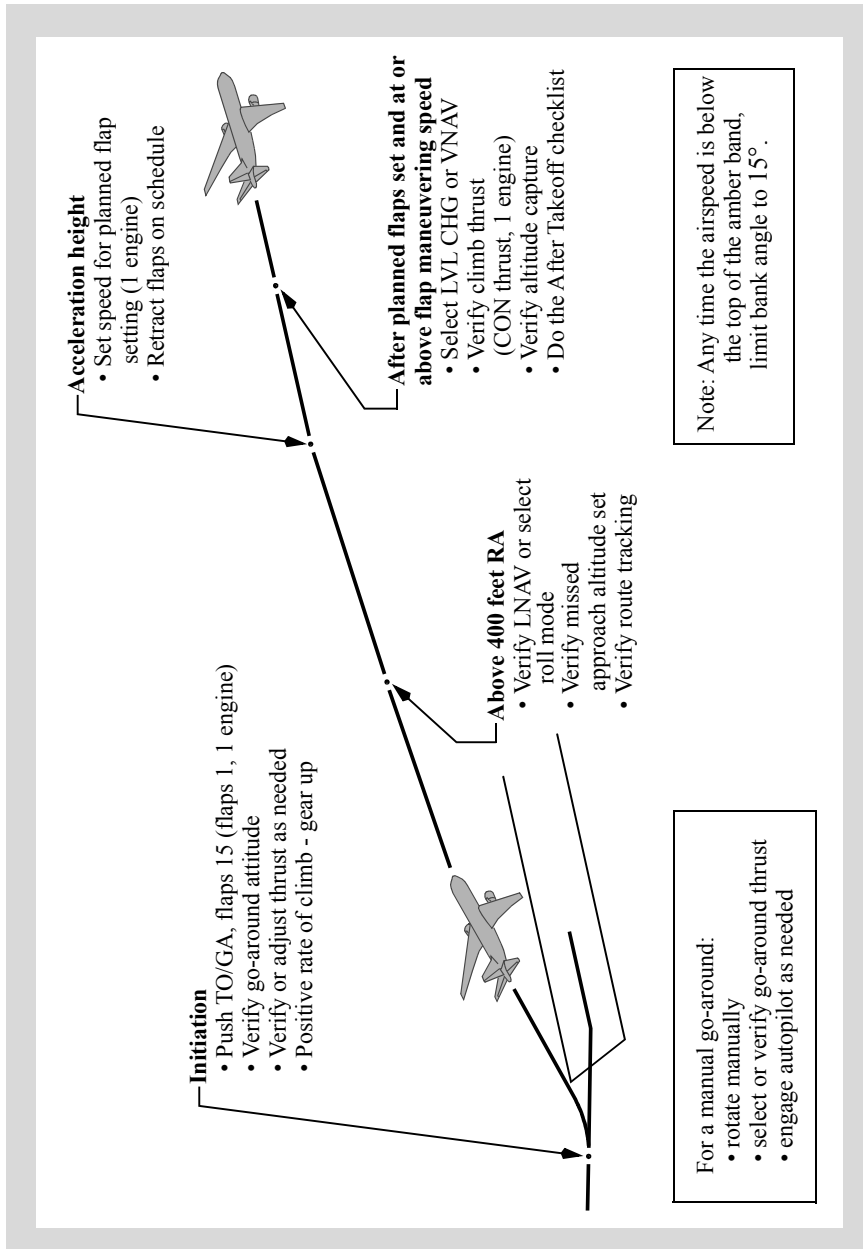 Initiation
• Push TO/GA, flaps 15 (flaps 1, 1 engine)
• Verify go-around attitude
• Verify or adjust thrust as needed
• Positive rate of climb - gear up
Above 400 feet RA
• Verify LNAV or select
roll mode
• Verify missed
approach altitude set
• Verify route tracking
Acceleration height
• Set speed for planned flap
setting (1 engine)
• Retract flaps on schedule
After planned flaps set and at or
above flap maneuvering speed
• Select LVL CHG or VNAV
• Verify climb thrust
(CON thrust, 1 engine)
• Verify altitude capture
• Do the After Takeoff checklist
For a manual go-around:
• rotate manually
• select or verify go-around thrust
• engage autopilot as needed
Note: Any time the airspeed is below
the top of the amber band,
limit bank angle to 15°.